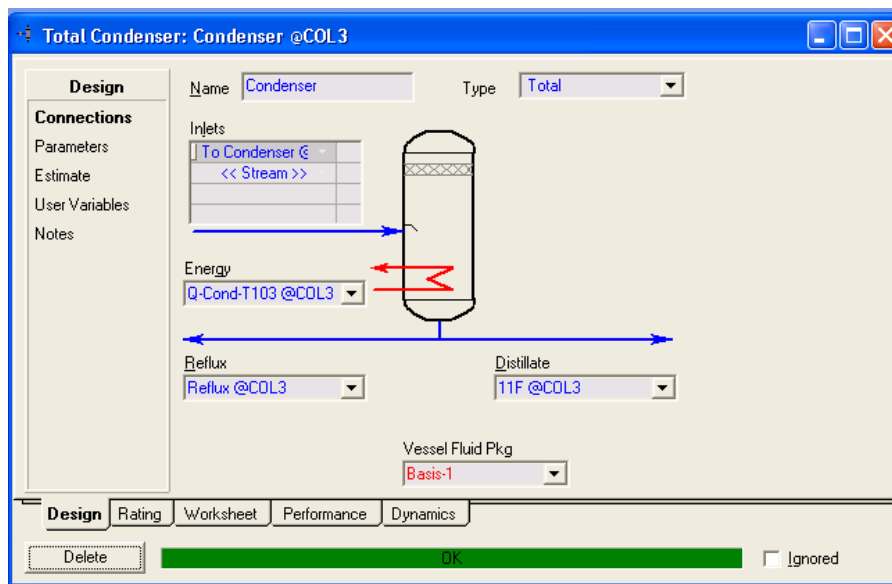 Total Condenser: Condenser @COL3
Design
Connections
Parameters
Estimate
User Variables
Notes
Name Condenser Type Total
Inlets
To Condenser @
<< Stream >>
Energy
Q-Cond-T103 @COL3
Reflux Distillate
Reflux @COL3 11F @COL3
Vessel Fluid Pkg
Basis-1
Design Rating Worksheet Performance Dynamics
Delete OK Ignored